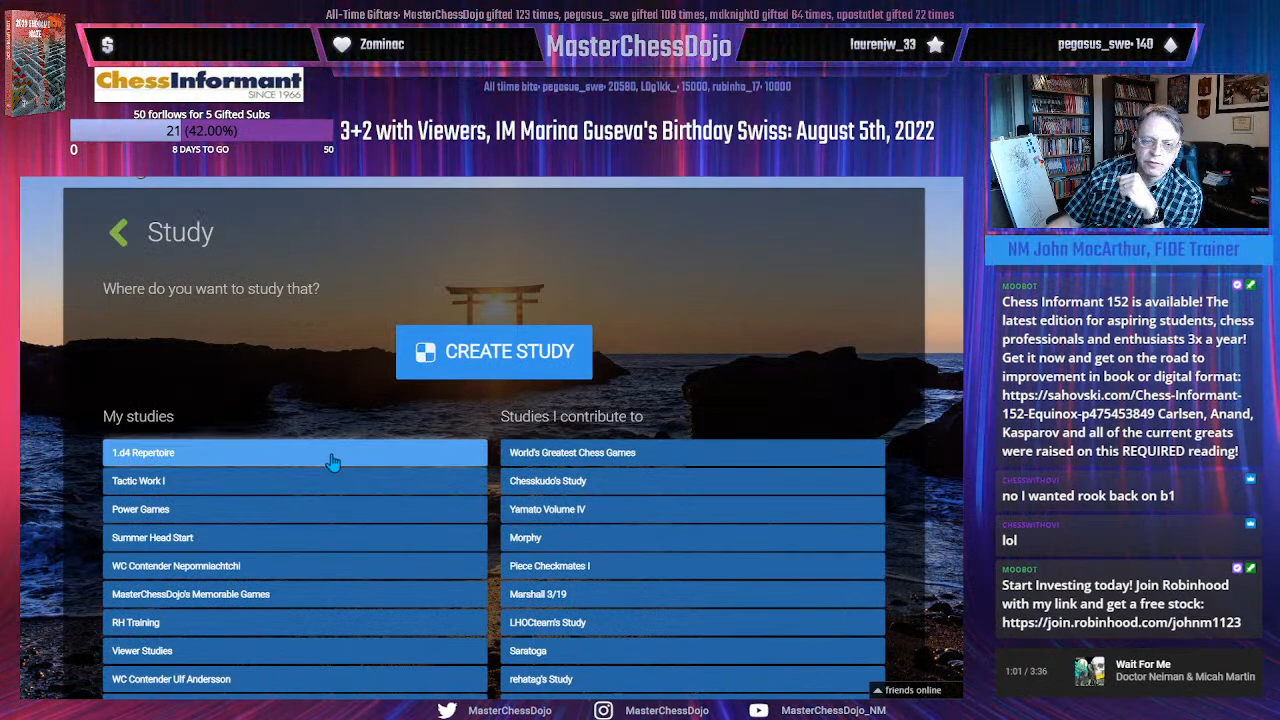 All-Time Gifters• MasterChessDojo gifted 123 times, pegasus_swe gifted 108 times, mdknight0 gifted 64 times, apostatlet gifted 22 times
$
Zominac
MasterChessDojo
laurenjw_33
pegasus_swe• 140
ChessInformant
SINCE 1966
All tiime bits• pegasus_swe• 20580, L0g1kk_• 15000, rubinho_17• 10000
50 forllows for 5 Gifted Subs
21 (42.00%)
0
8 DAYS TO GO
50
3+2 with Viewers, IM Marina Guseva's Birthday Swiss: August 5th, 2022
Study
Where do you want to study that?
CREATE STUDY
My studies
1.d4 Repertoire
Tactic Work I
Power Games
Summer Head Start
WC Contender Nepomniachtchi
MasterChessDojo's Memorable Games
RH Training
Viewer Studies
WC Contender Ulf Andersson
Studies I contribute to
World's Greatest Chess Games
Chesskudo's Study
Yamato Volume IV
Morphy
Piece Checkmates I
Marshall 3/19
LHOCteam's Study
Saratoga
rehatag's Study
friends online
NM John MacArthur, FIDE Trainer
MOOBOT
Chess Informant 152 is available! The
latest edition for aspiring students, chess
professionals and enthusiasts 3x a year!
Get it now and get on the road to
improvement in book or digital format:
https://sahovski.com/Chess-Informant-
152-Equinox-p475453849 Carlsen, Anand,
Kasparov and all of the current greats
were raised on this REQUIRED reading!
CHESSWITHOVI
no I wanted rook back on b1
CHESSWITHOVI
lol
MOOBOT
Start Investing today! Join Robinhood
with my link and get a free stock:
https://join.robinhood.com/johnm1123
1:01 / 3:36
Wait For Me
Doctor Neiman & Micah Martin
MasterChessDojo
MasterChessDojo
MasterChessDojo_NM